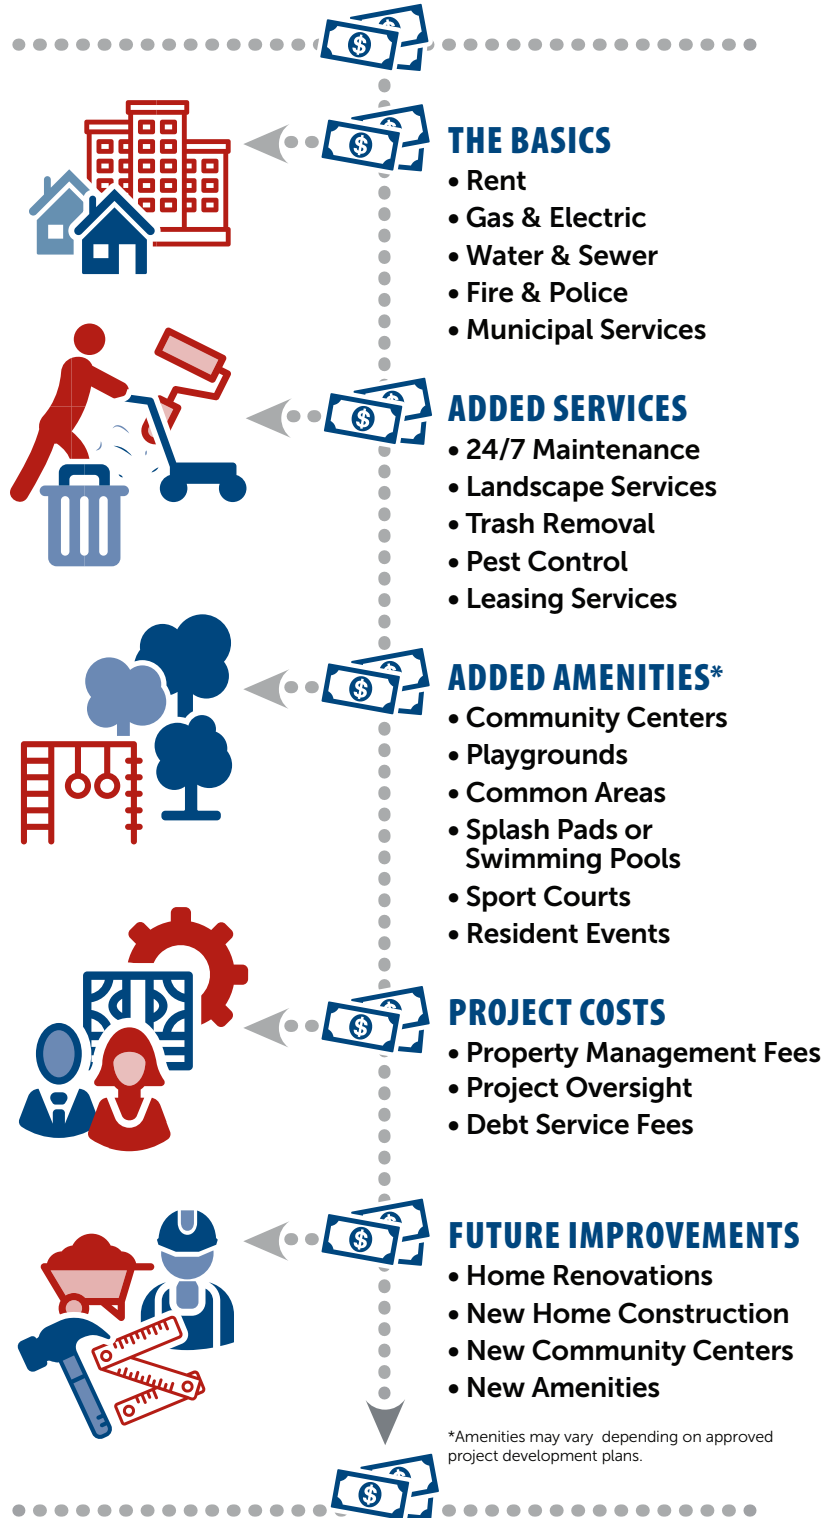 THE BASICS
• Rent
• Gas & Electric
• Water & Sewer
• Fire & Police
• Municipal Services
ADDED SERVICES
• 24/7 Maintenance
• Landscape Services
• Trash Removal
• Pest Control
• Leasing Services
ADDED AMENITIES*
• Community Centers
• Playgrounds
• Common Areas
• Splash Pads or
Swimming Pools
• Sport Courts
• Resident Events
PROJECT COSTS
• Property Management Fees
• Project Oversight
• Debt Service Fees
FUTURE IMPROVEMENTS
• Home Renovations
• New Home Construction
• New Community Centers
• New Amenities
*Amenities may vary depending on approved
project development plans.